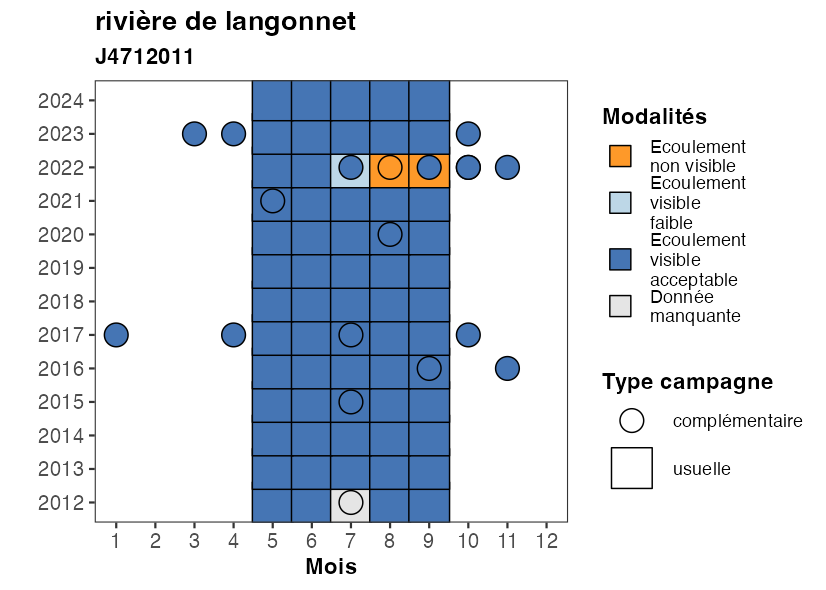 rivière de langonnet
J4712011
2024
2023
2022
2021
2020
2019
2018
2017
2016
2015
2014
2013
2012
1 2 3 4 5 6 7 8 9 10 11 12
Mois
Modalités
Ecoulement
non visible
Ecoulement
visible
faible
Ecoulement
visible
acceptable
Donnée
manquante
Type campagne
complémentaire
usuelle